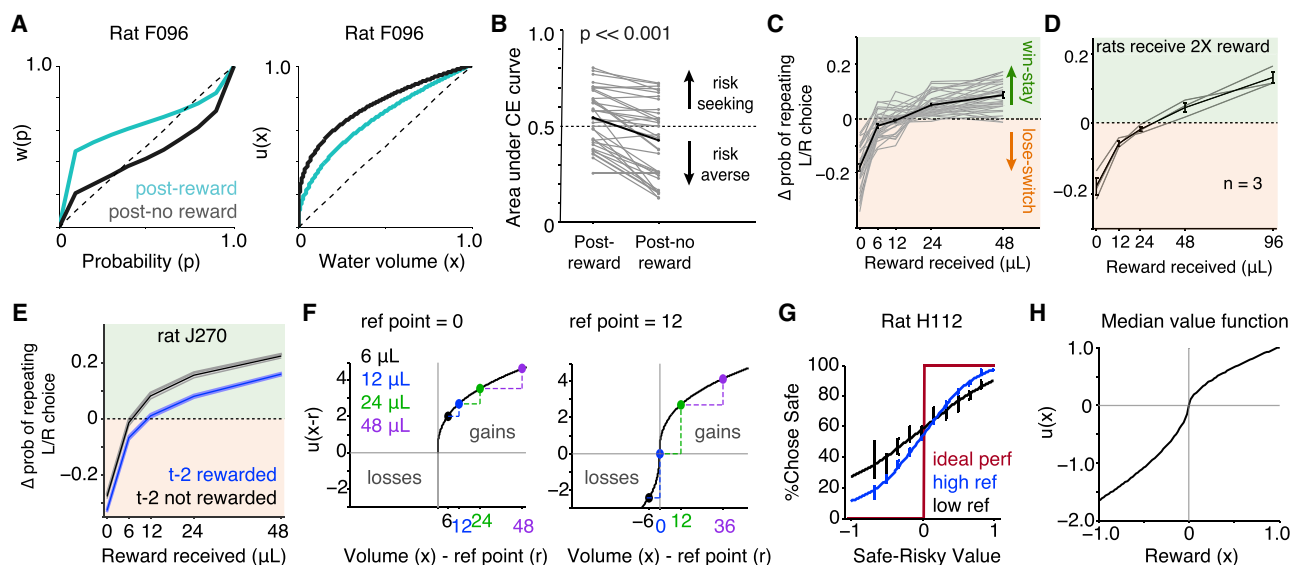 A
Rat F096
Rat F096
w(p)
1.0
0
0
1.0
post-reward
post-no reward
Probability (p)
u(x)
1.0
0
0
1.0
Water volume (x)
B
p << 0.001
Area under CE curve
1.0
0.5
0
risk
seeking
risk
averse
Post-
reward
Post-no
reward
C
Δ prob of repeating
L/R choice
0.2
0
−0.2
win-stay
lose-switch
0 6 12 24 48
Reward received (µL)
D
rats receive 2X reward
0.2
0
−0.2
n = 3
0 12 24 48 96
Reward received (µL)
E
rat J270
Δ prob of repeating
L/R choice
0.2
0
−0.2
t-2 rewarded
t-2 not rewarded
0 6 12 24 48
Reward received (µL)
F
ref point = 0
u(x-r)
4
2
0
−2
6 µL
12 µL
24 µL
48 µL
gains
losses
6 12 24 48
Volume (x) - ref point (r)
ref point = 12
4
2
0
−2
gains
losses
−6 0 12 36
Volume (x) - ref point (r)
G
Rat H112
%Chose Safe
100
80
60
40
20
0
ideal perf
high ref
low ref
−1 0 1
Safe-Risky Value
H
Median value function
u(x)
1.0
0
-1.0
−2.0
-1.0 0 1.0
Reward (x)